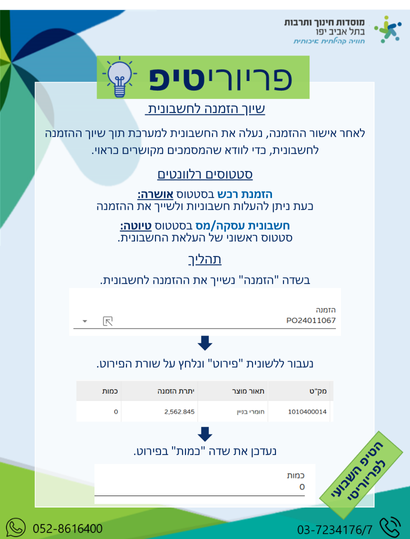 מוסדות חינוך ותרבות
בתל אביב יפו
חוויה קהילתית איכותית
פריוריטיפ
שיוך הזמנה לחשבונית
לאחר אישור ההזמנה, נעלה את החשבונית למערכת תוך שיוך ההזמנה
לחשבונית, כדי לוודא שהמסמכים מקושרים כראוי.
סטטוסים רלוונטים
הזמנת רכש בסטטוס אושרה:
כעת ניתן להעלות חשבוניות ולשייך את ההזמנה
חשבונית עסקה/מס בסטטוס טיוטה:
סטטוס ראשוני של העלאת החשבונית.
תהליך
בשדה "הזמנה" נשייך את ההזמנה לחשבונית.
הזמנה
PO24011067
נעבור ללשונית "פירוט" ונלחץ על שורת הפירוט.
מק"ט תאור מוצר יתרת הזמנה כמות
1010400014 חומרי בניין 2,562.845 0
נעדכן את שדה "כמות" בפירוט.
כמות
0
הטיפ השבועי
לפריוריטי
052-8616400
03-7234176/7